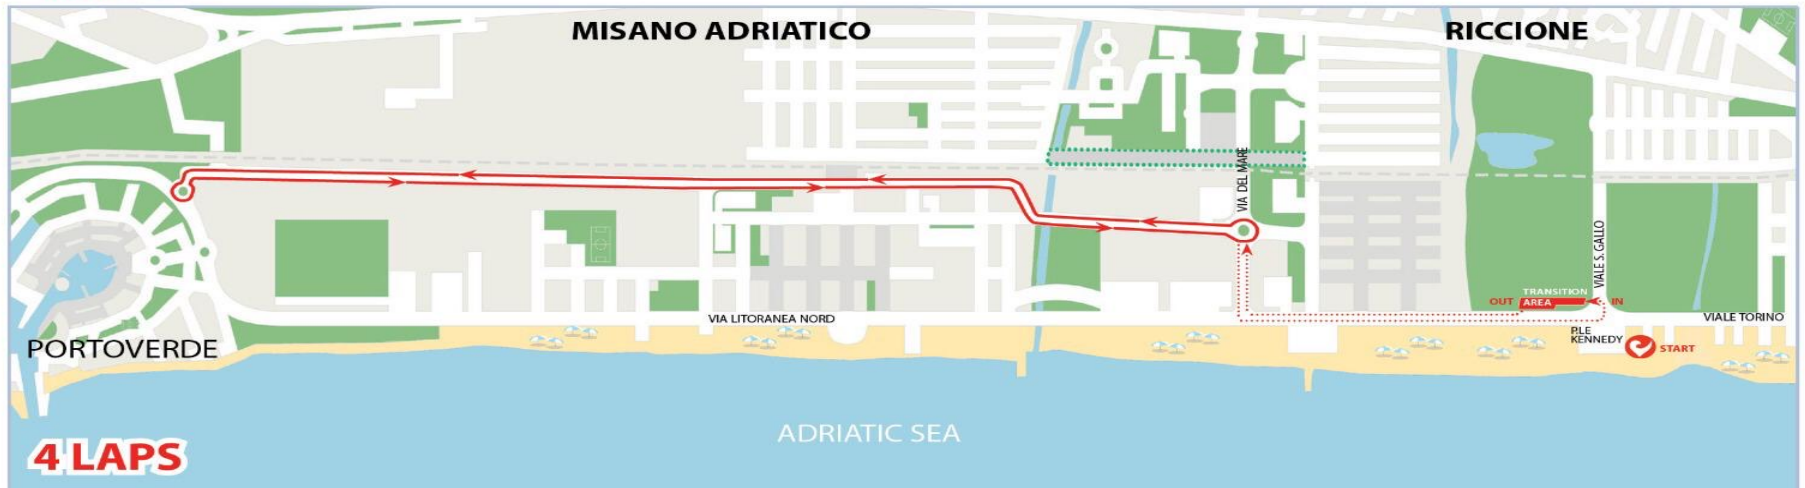 MISANO ADRIATICO
RICCIONE
VIA DEL MARE
VIALE S. GALLO
TRANSITION
OUT AREA IN
VIA LITORANEA NORD
VIALE TORINO
P.LE
KENNEDY
START
PORTOVERDE
ADRIATIC SEA
4 LAPS